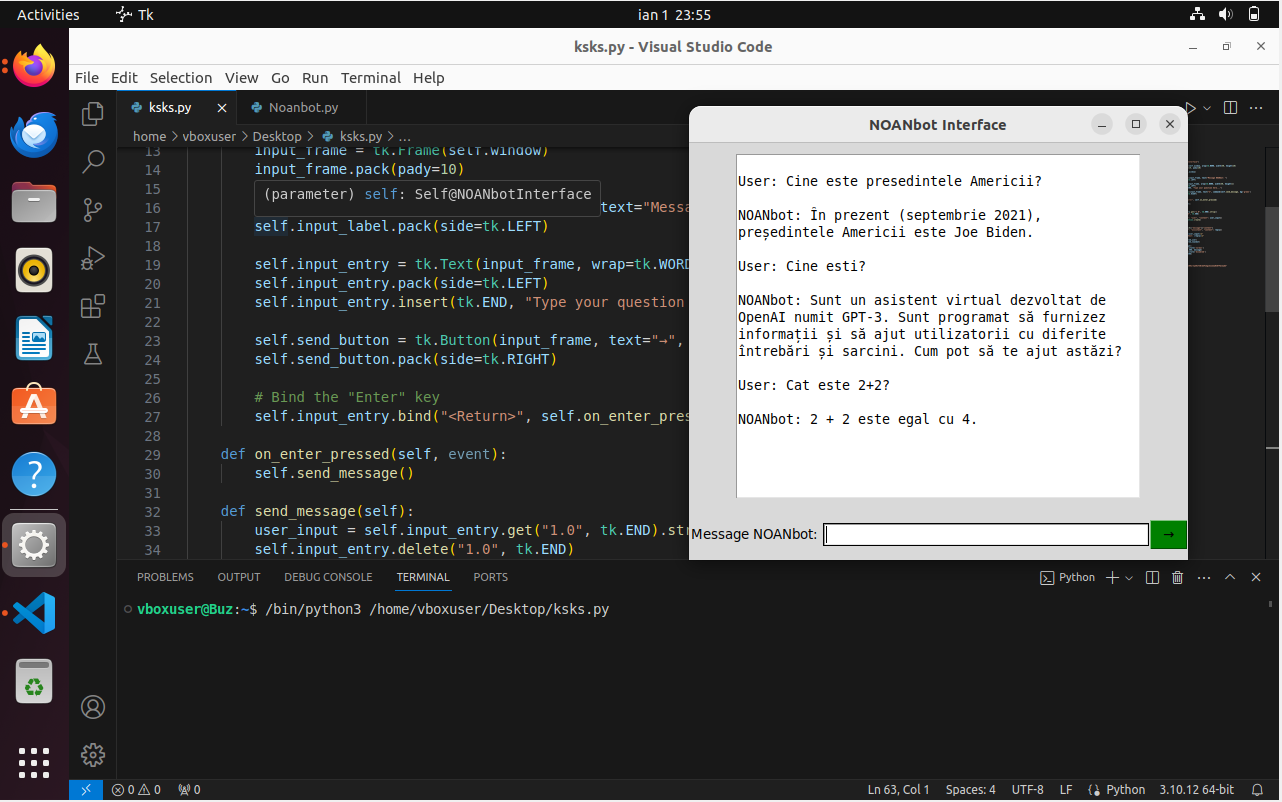 Activities
Tk
ian 1 23:55
ksks.py - Visual Studio Code
File Edit Selection View Go Run Terminal Help
ksks.py
Noanbot.py
home > vboxuser > Desktop > ksks.py > ...
13 input_frame = tk.Frame(self.window)
14 input_frame.pack(pady=10)
15
(parameter) self: Self@NOANbotInterface
16 text="Messa
17 self.input_label.pack(side=tk.LEFT)
18
19 self.input_entry = tk.Text(input_frame, wrap=tk.WORD
20 self.input_entry.pack(side=tk.LEFT)
21 self.input_entry.insert(tk.END, "Type your question
22
23 self.send_button = tk.Button(input_frame, text="→",
24 self.send_button.pack(side=tk.RIGHT)
25
26 # Bind the "Enter" key
27 self.input_entry.bind("<Return>", self.on_enter_pres
28
29 def on_enter_pressed(self, event):
30 self.send_message()
31
32 def send_message(self):
33 user_input = self.input_entry.get("1.0", tk.END).str
34 self.input_entry.delete("1.0", tk.END)
NOANbot Interface
User: Cine este presedintele Americii?
NOANbot: În prezent (septembrie 2021),
președintele Americii este Joe Biden.
User: Cine esti?
NOANbot: Sunt un asistent virtual dezvoltat de
OpenAI numit GPT-3. Sunt programat să furnizez
informații și să ajut utilizatorii cu diferite
întrebări și sarcini. Cum pot să te ajut astăzi?
User: Cat este 2+2?
NOANbot: 2 + 2 este egal cu 4.
Message NOANbot:
→
PROBLEMS OUTPUT DEBUG CONSOLE TERMINAL PORTS
Python
vboxuser@Buz:~$ /bin/python3 /home/vboxuser/Desktop/ksks.py
0 0 0
Ln 63, Col 1 Spaces: 4 UTF-8 LF Python 3.10.12 64-bit